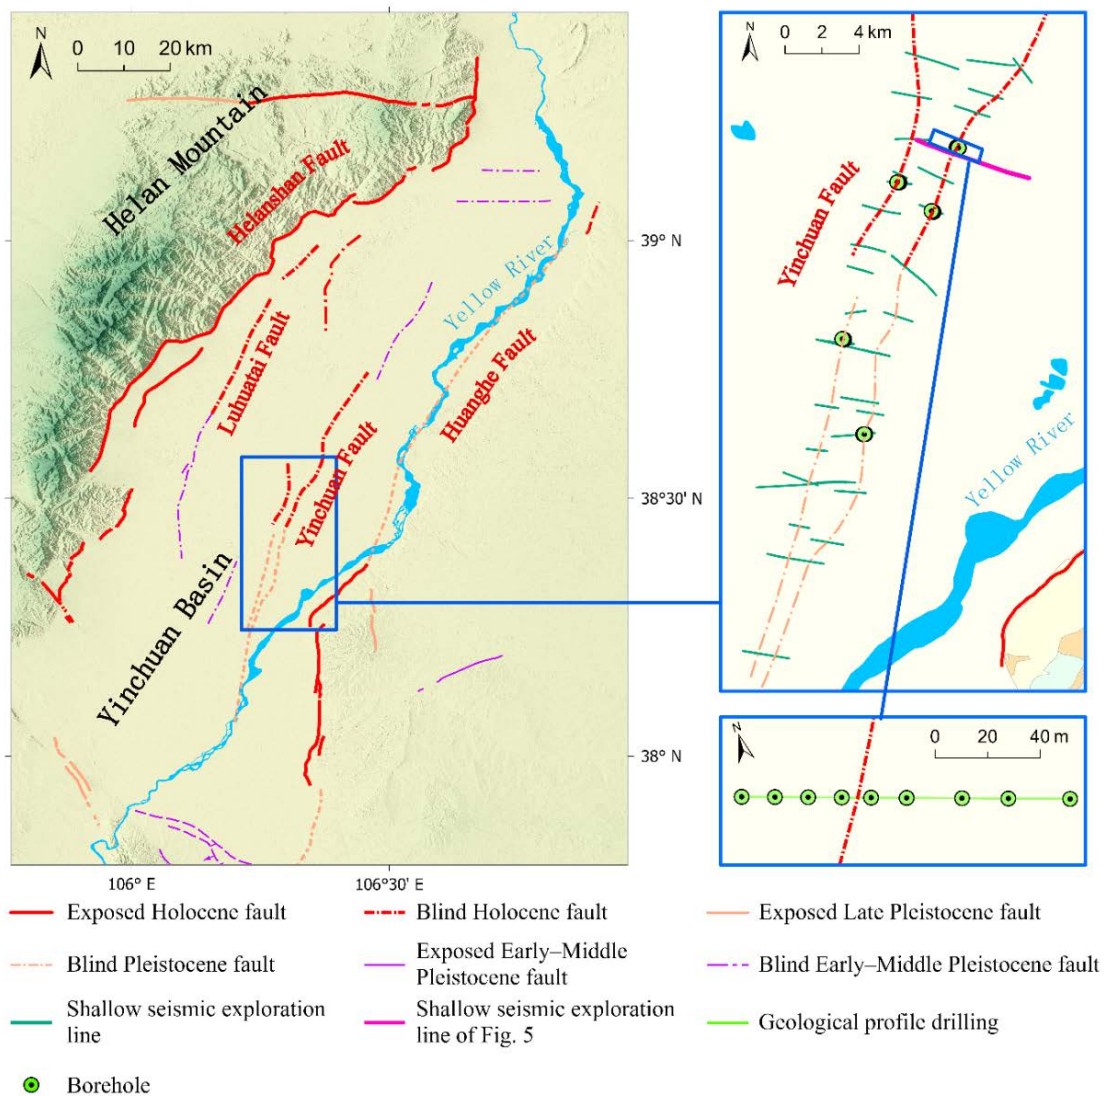 N
0 10 20 km
Helan Mountain
Helanshan Fault
Yellow River
Luhuatai Fault
Huanghe Fault
Yinchuan Fault
Yinchuan Basin
39° N
38°30′ N
38° N
106° E
106°30′ E
N
0 2 4 km
Yinchuan Fault
Yellow River
N
0 20 40 m
Exposed Holocene fault
Blind Holocene fault
Exposed Late Pleistocene fault
Blind Pleistocene fault
Exposed Early–Middle
Pleistocene fault
Blind Early–Middle Pleistocene fault
Shallow seismic exploration
line
Shallow seismic exploration
line of Fig. 5
Geological profile drilling
Borehole